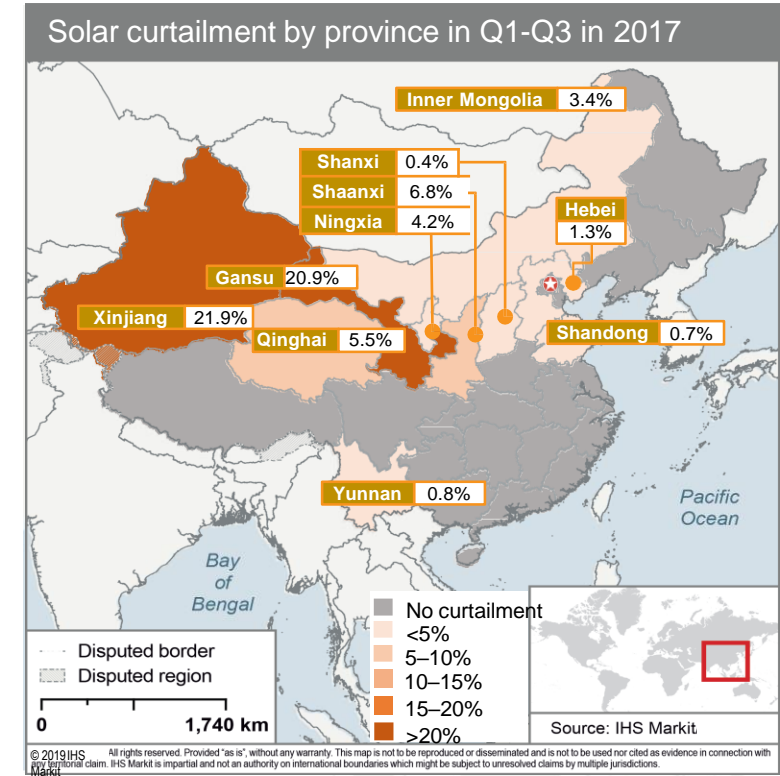 Solar curtailment by province in Q1-Q3 in 2017
Inner Mongolia 3.4%
Shanxi 0.4%
Shaanxi 6.8%
Ningxia 4.2%
Hebei
1.3%
Gansu 20.9%
Xinjiang 21.9%
Qinghai 5.5%
Shandong 0.7%
Yunnan 0.8%
Pacific
Ocean
Bay
of
Bengal
No curtailment
<5%
5–10%
10–15%
15–20%
>20%
Disputed border
Disputed region
0 1,740 km
Source: IHS Markit
© 2019 IHS
Markit
All rights reserved. Provided "as is", without any warranty. This map is not to be reproduced or disseminated and is not to be used nor cited as evidence in connection with
any territorial claim. IHS Markit is impartial and not an authority on international boundaries which might be subject to unresolved claims by multiple jurisdictions.